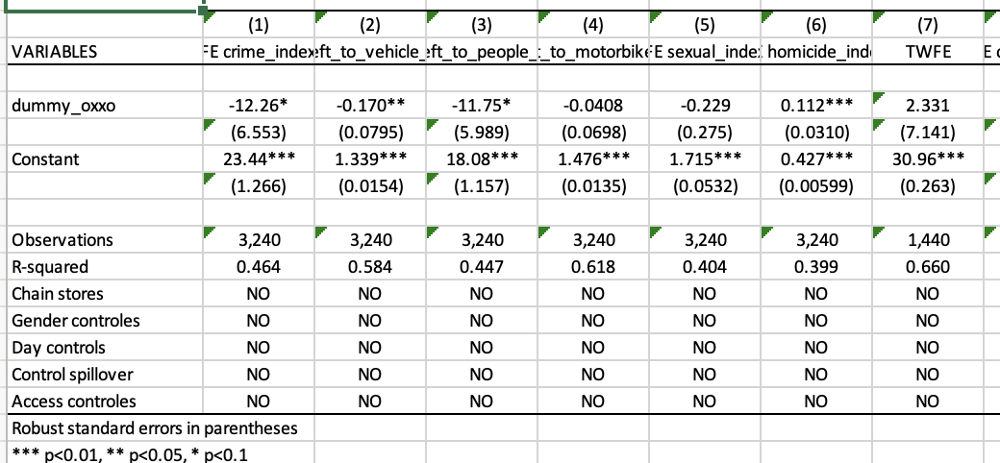 (1) (2) (3) (4) (5) (6) (7)
VARIABLES FE crime_index eft_to_vehicle_ eft_to_people_ _to_motorbike FE sexual_index homicide_ind TWFE E
dummy_oxxo -12.26* -0.170** -11.75* -0.0408 -0.229 0.112*** 2.331
(6.553) (0.0795) (5.989) (0.0698) (0.275) (0.0310) (7.141)
Constant 23.44*** 1.339*** 18.08*** 1.476*** 1.715*** 0.427*** 30.96***
(1.266) (0.0154) (1.157) (0.0135) (0.0532) (0.00599) (0.263)
Observations 3,240 3,240 3,240 3,240 3,240 3,240 1,440
R-squared 0.464 0.584 0.447 0.618 0.404 0.399 0.660
Chain stores NO NO NO NO NO NO NO
Gender controles NO NO NO NO NO NO NO
Day controls NO NO NO NO NO NO NO
Control spillover NO NO NO NO NO NO NO
Access controles NO NO NO NO NO NO NO
Robust standard errors in parentheses
*** p<0.01, ** p<0.05, * p<0.1